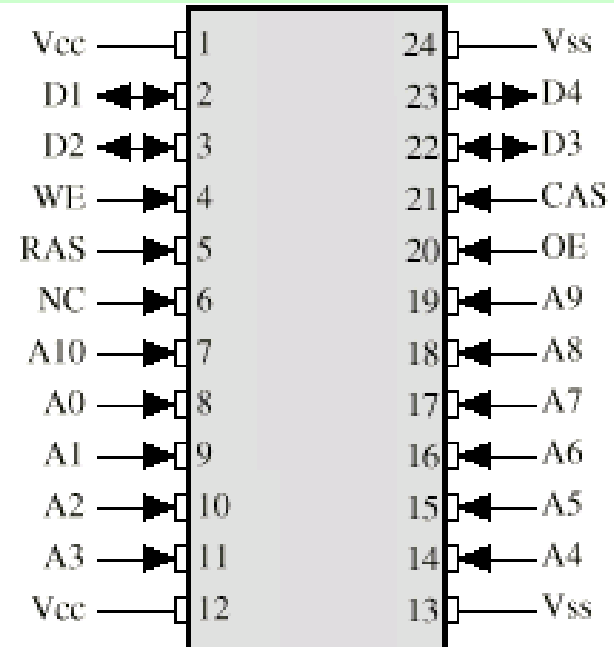 Vcc 1 24 Vss
D1 2 23 D4
D2 3 22 D3
WE 4 21 CAS
RAS 5 20 OE
NC 6 19 A9
A10 7 18 A8
A0 8 17 A7
A1 9 16 A6
A2 10 15 A5
A3 11 14 A4
Vcc 12 13 Vss